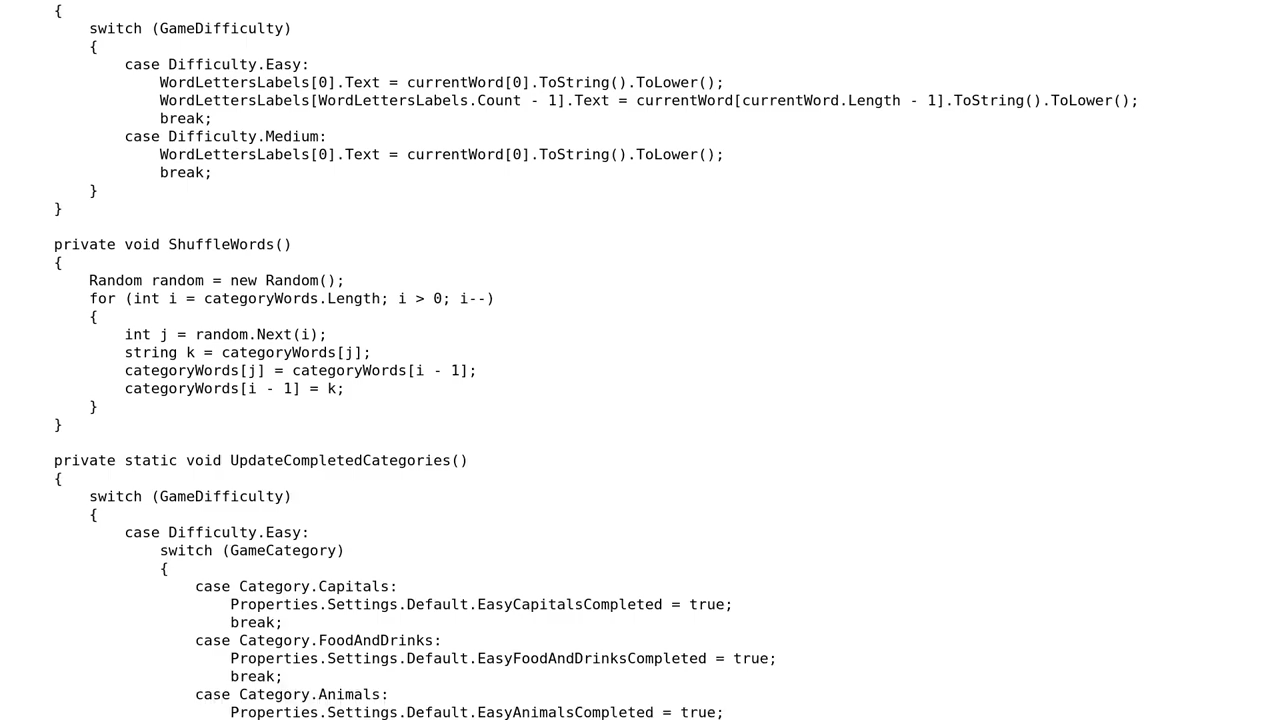 {
    switch (GameDifficulty)
    {
        case Difficulty.Easy:
            WordLettersLabels[0].Text = currentWord[0].ToString().ToLower();
            WordLettersLabels[WordLettersLabels.Count - 1].Text = currentWord[currentWord.Length - 1].ToString().ToLower();
            break;
        case Difficulty.Medium:
            WordLettersLabels[0].Text = currentWord[0].ToString().ToLower();
            break;
    }
}

private void ShuffleWords()
{
    Random random = new Random();
    for (int i = categoryWords.Length; i > 0; i--)
    {
        int j = random.Next(i);
        string k = categoryWords[j];
        categoryWords[j] = categoryWords[i - 1];
        categoryWords[i - 1] = k;
    }
}

private static void UpdateCompletedCategories()
{
    switch (GameDifficulty)
    {
        case Difficulty.Easy:
            switch (GameCategory)
            {
                case Category.Capitals:
                    Properties.Settings.Default.EasyCapitalsCompleted = true;
                    break;
                case Category.FoodAndDrinks:
                    Properties.Settings.Default.EasyFoodAndDrinksCompleted = true;
                    break;
                case Category.Animals:
                    Properties.Settings.Default.EasyAnimalsCompleted = true;